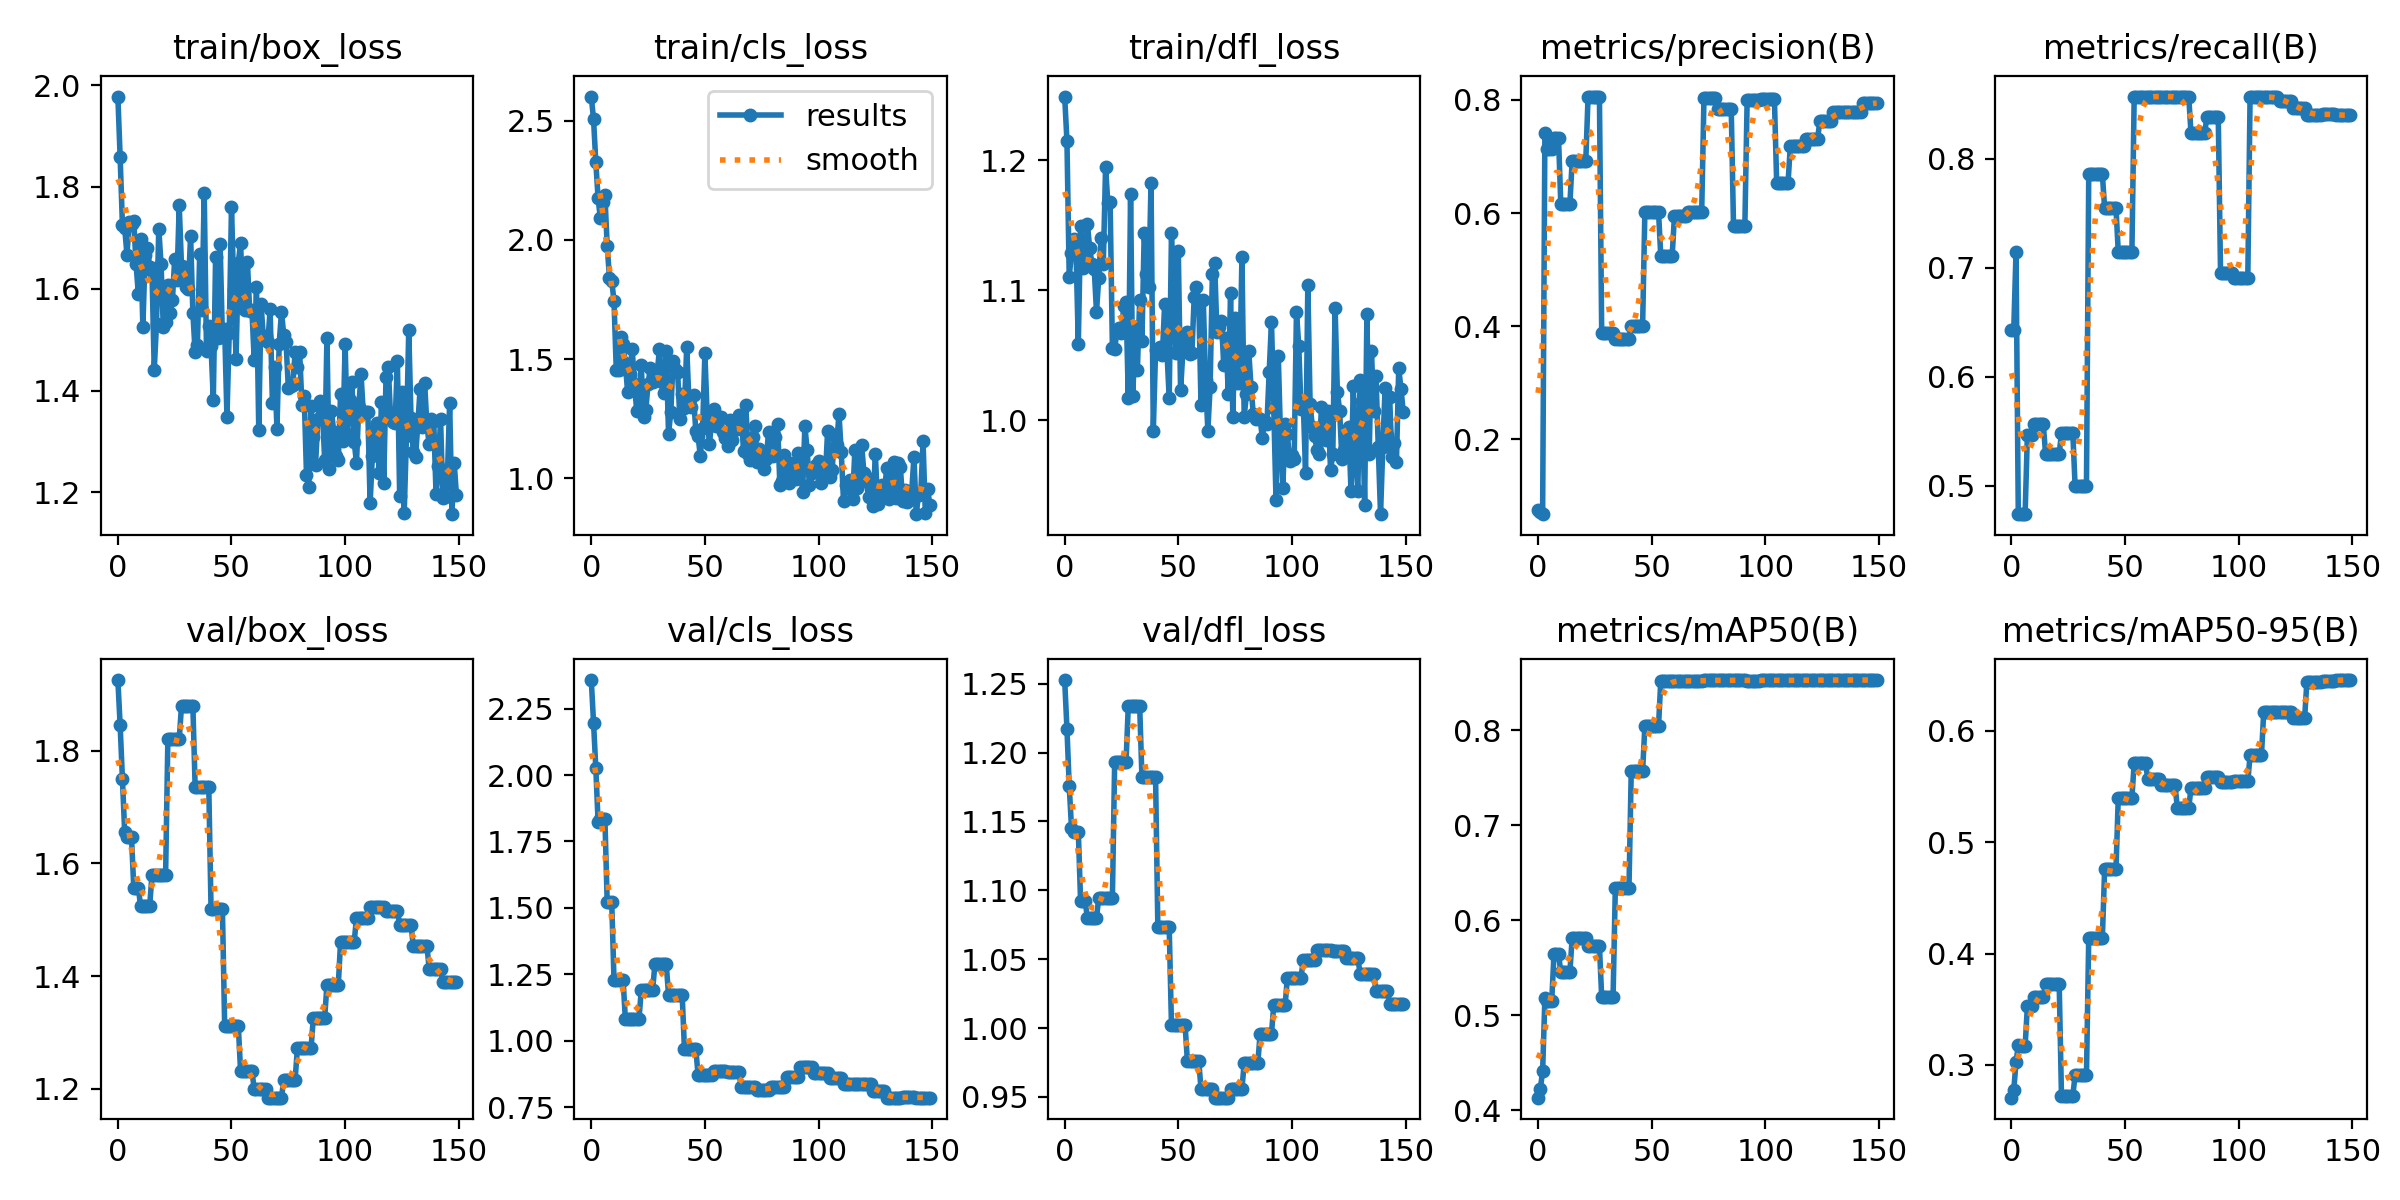 train/box_loss
2.0
1.8
1.6
1.4
1.2
0 50 100 150
train/cls_loss
results
smooth
2.5
2.0
1.5
1.0
0 50 100 150
train/dfl_loss
1.2
1.1
1.0
0 50 100 150
metrics/precision(B)
0.8
0.6
0.4
0.2
0 50 100 150
metrics/recall(B)
0.8
0.7
0.6
0.5
0 50 100 150
val/box_loss
1.8
1.6
1.4
1.2
0 50 100 150
val/cls_loss
2.25
2.00
1.75
1.50
1.25
1.00
0.75
0 50 100 150
val/dfl_loss
1.25
1.20
1.15
1.10
1.05
1.00
0.95
0 50 100 150
metrics/mAP50(B)
0.8
0.7
0.6
0.5
0.4
0 50 100 150
metrics/mAP50-95(B)
0.6
0.5
0.4
0.3
0 50 100 150